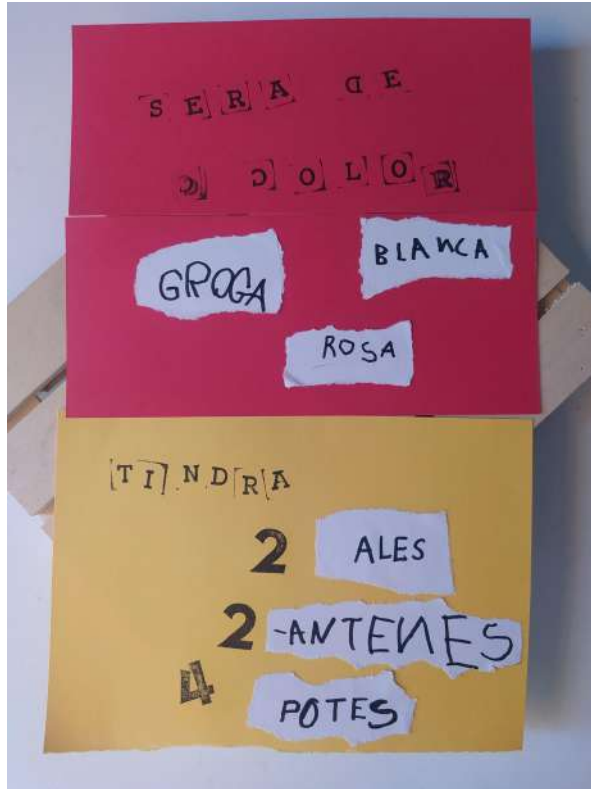 SERA DE
C COLOR
GROGA
BLANCA
ROSA
TINDRA
2 ALES
2 -ANTENES
4 POTES